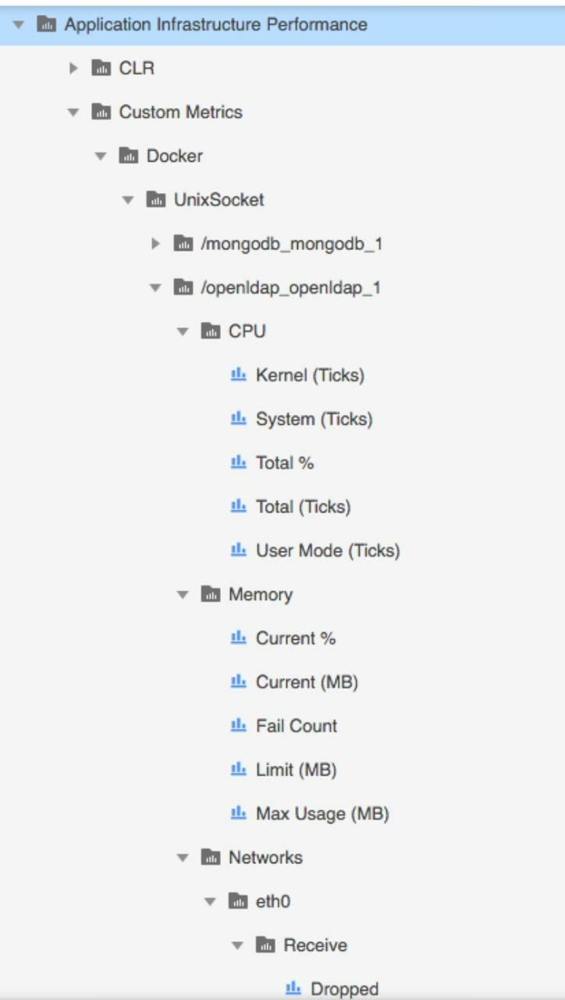 Application Infrastructure Performance
CLR
Custom Metrics
Docker
UnixSocket
/mongodb_mongodb_1
/openldap_openldap_1
CPU
Kernel (Ticks)
System (Ticks)
Total %
Total (Ticks)
User Mode (Ticks)
Memory
Current %
Current (MB)
Fail Count
Limit (MB)
Max Usage (MB)
Networks
eth0
Receive
Dropped